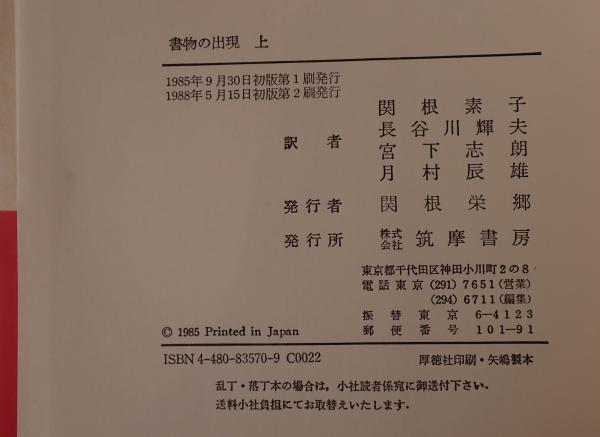 書物の出現 上
1985年9月30日初版第1刷発行
1988年5月15日初版第2刷発行
関根素子
長谷川輝夫
訳者
宮下志朗
月村辰雄
発行者 関根栄郷
発行所 株式会社 筑摩書房
東京都千代田区神田小川町2の8
電話東京(291)7651(営業)
(294)6711(編集)
振替東京 6-4123
郵便番号 101-91
© 1985 Printed in Japan
ISBN 4-480-83570-9 C0022 厚徳社印刷・矢嶋製本
乱丁・落丁本の場合は，小社読者係宛に御送付下さい．
送料小社負担にてお取替えいたします．